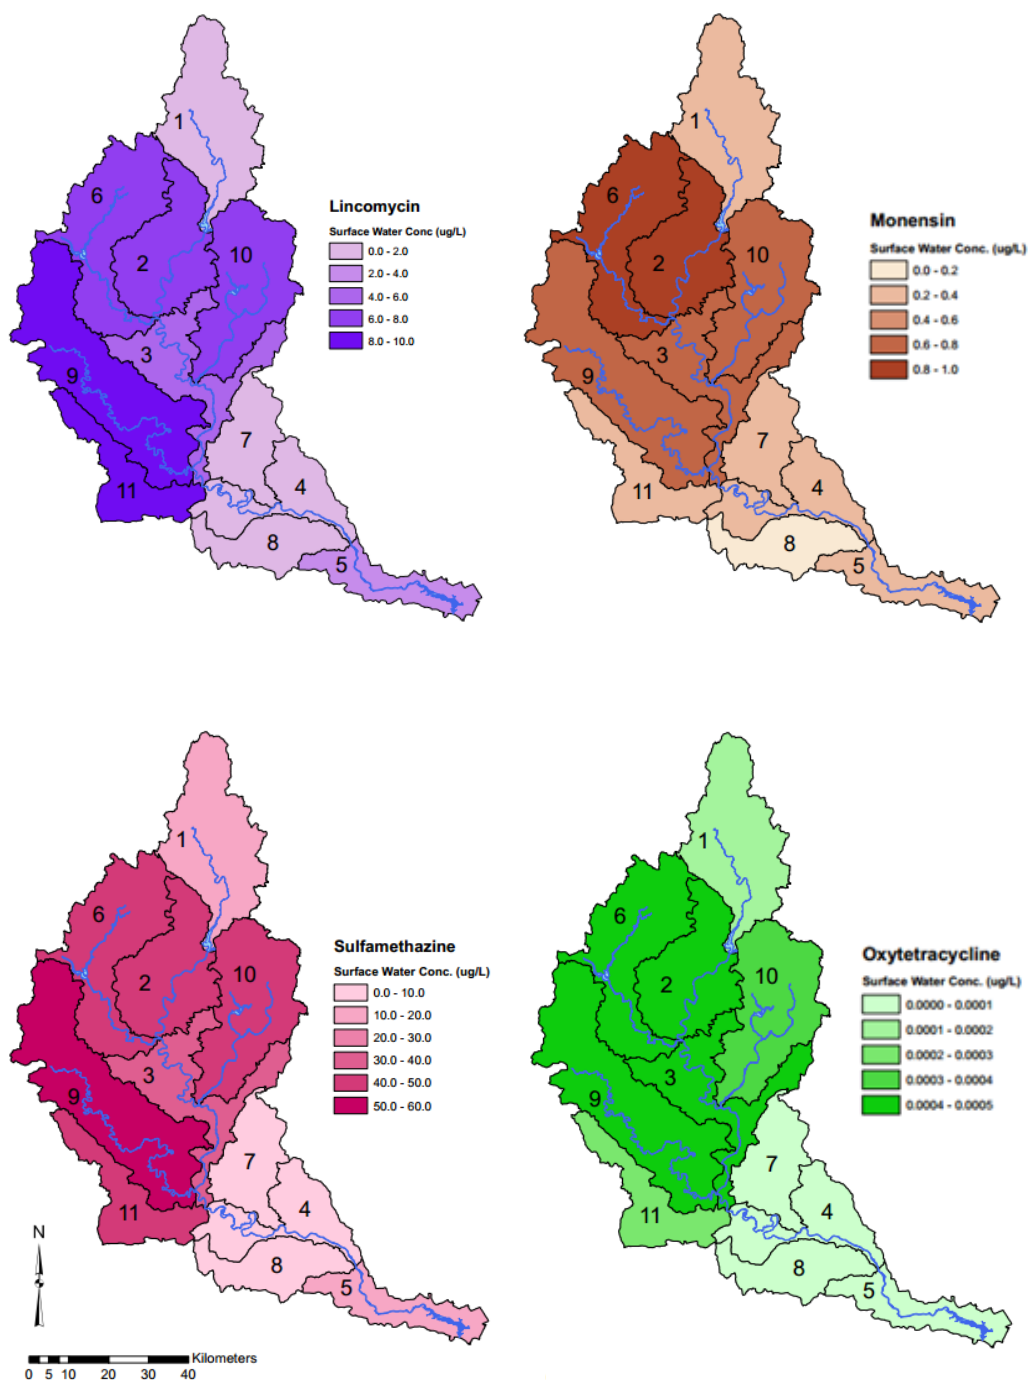 1
6
2
10
3
9
7
11
4
8
5
Lincomycin
Surface Water Conc (ug/L)
0.0 - 2.0
2.0 - 4.0
4.0 - 6.0
6.0 - 8.0
8.0 - 10.0
1
6
2
10
3
9
7
11
4
8
5
Monensin
Surface Water Conc. (ug/L)
0.0 - 0.2
0.2 - 0.4
0.4 - 0.6
0.6 - 0.8
0.8 - 1.0
1
6
2
10
3
9
7
11
4
8
5
Sulfamethazine
Surface Water Conc. (ug/L)
0.0 - 10.0
10.0 - 20.0
20.0 - 30.0
30.0 - 40.0
40.0 - 50.0
50.0 - 60.0
N
Kilometers
0 5 10 20 30 40
1
6
2
10
3
9
7
11
4
8
5
Oxytetracycline
Surface Water Conc. (ug/L)
0.0000 - 0.0001
0.0001 - 0.0002
0.0002 - 0.0003
0.0003 - 0.0004
0.0004 - 0.0005